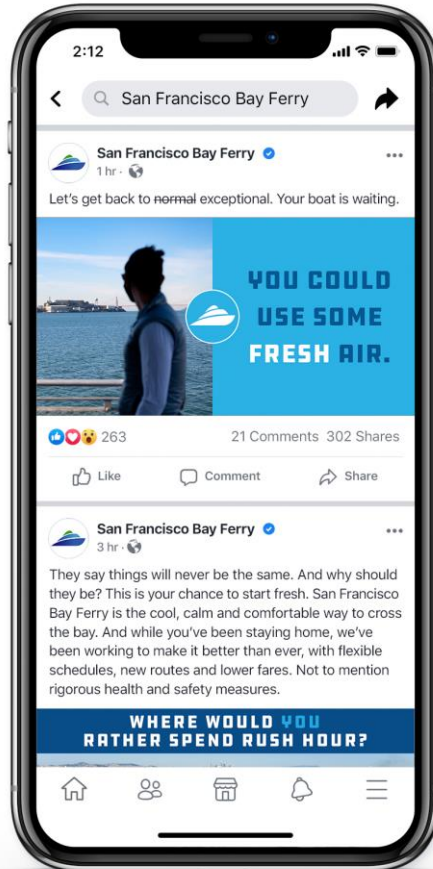 2:12
San Francisco Bay Ferry
San Francisco Bay Ferry
1 hr ·
Let's get back to normal exceptional. Your boat is waiting.
YOU COULD
USE SOME
FRESH AIR.
263
21 Comments 302 Shares
Like Comment Share
San Francisco Bay Ferry
3 hr ·
They say things will never be the same. And why should
they be? This is your chance to start fresh. San Francisco
Bay Ferry is the cool, calm and comfortable way to cross
the bay. And while you've been staying home, we've
been working to make it better than ever, with flexible
schedules, new routes and lower fares. Not to mention
rigorous health and safety measures.
WHERE WOULD YOU
RATHER SPEND RUSH HOUR?